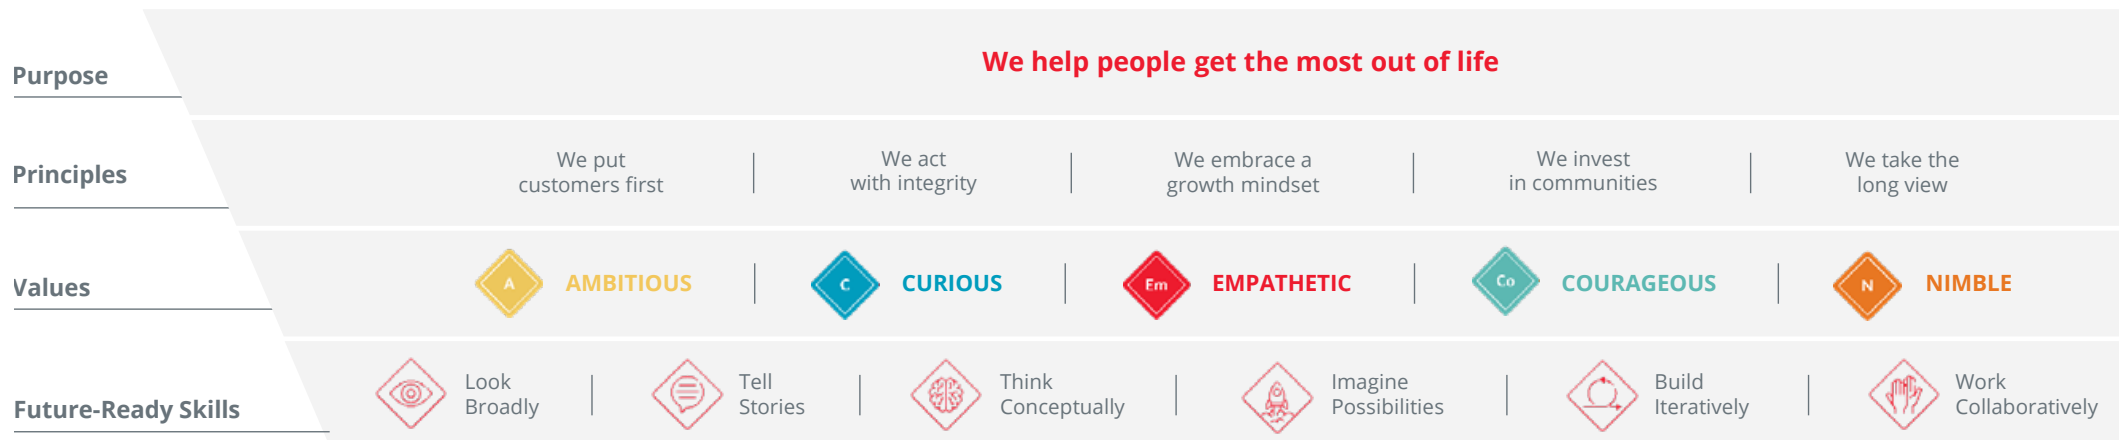 Purpose
We help people get the most out of life
Principles
We put
customers first
We act
with integrity
We embrace a
growth mindset
We invest
in communities
We take the
long view
Values
A
AMBITIOUS
C
CURIOUS
Em
EMPATHETIC
Co
COURAGEOUS
N
NIMBLE
Future-Ready Skills
Look
Broadly
Tell
Stories
Think
Conceptually
Imagine
Possibilities
Build
Iteratively
Work
Collaboratively